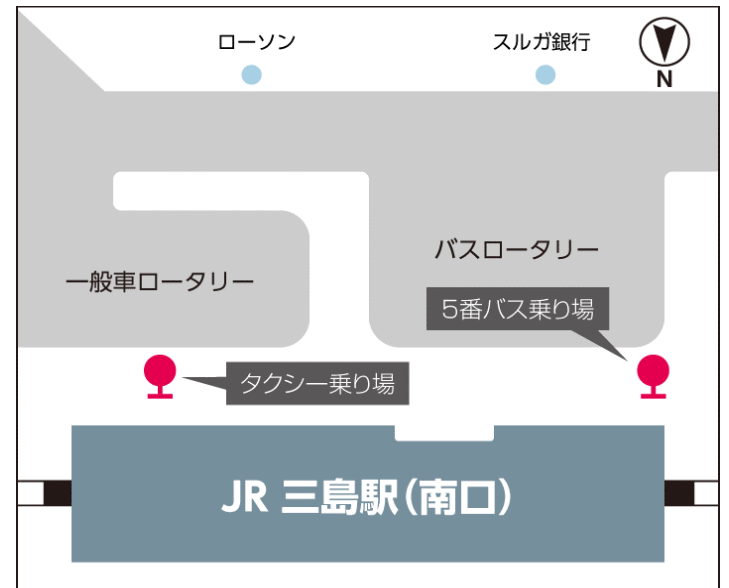 ローソン
スルガ銀行
N
バスロータリー
一般車ロータリー
5番バス乗り場
タクシー乗り場
JR 三島駅（南口）